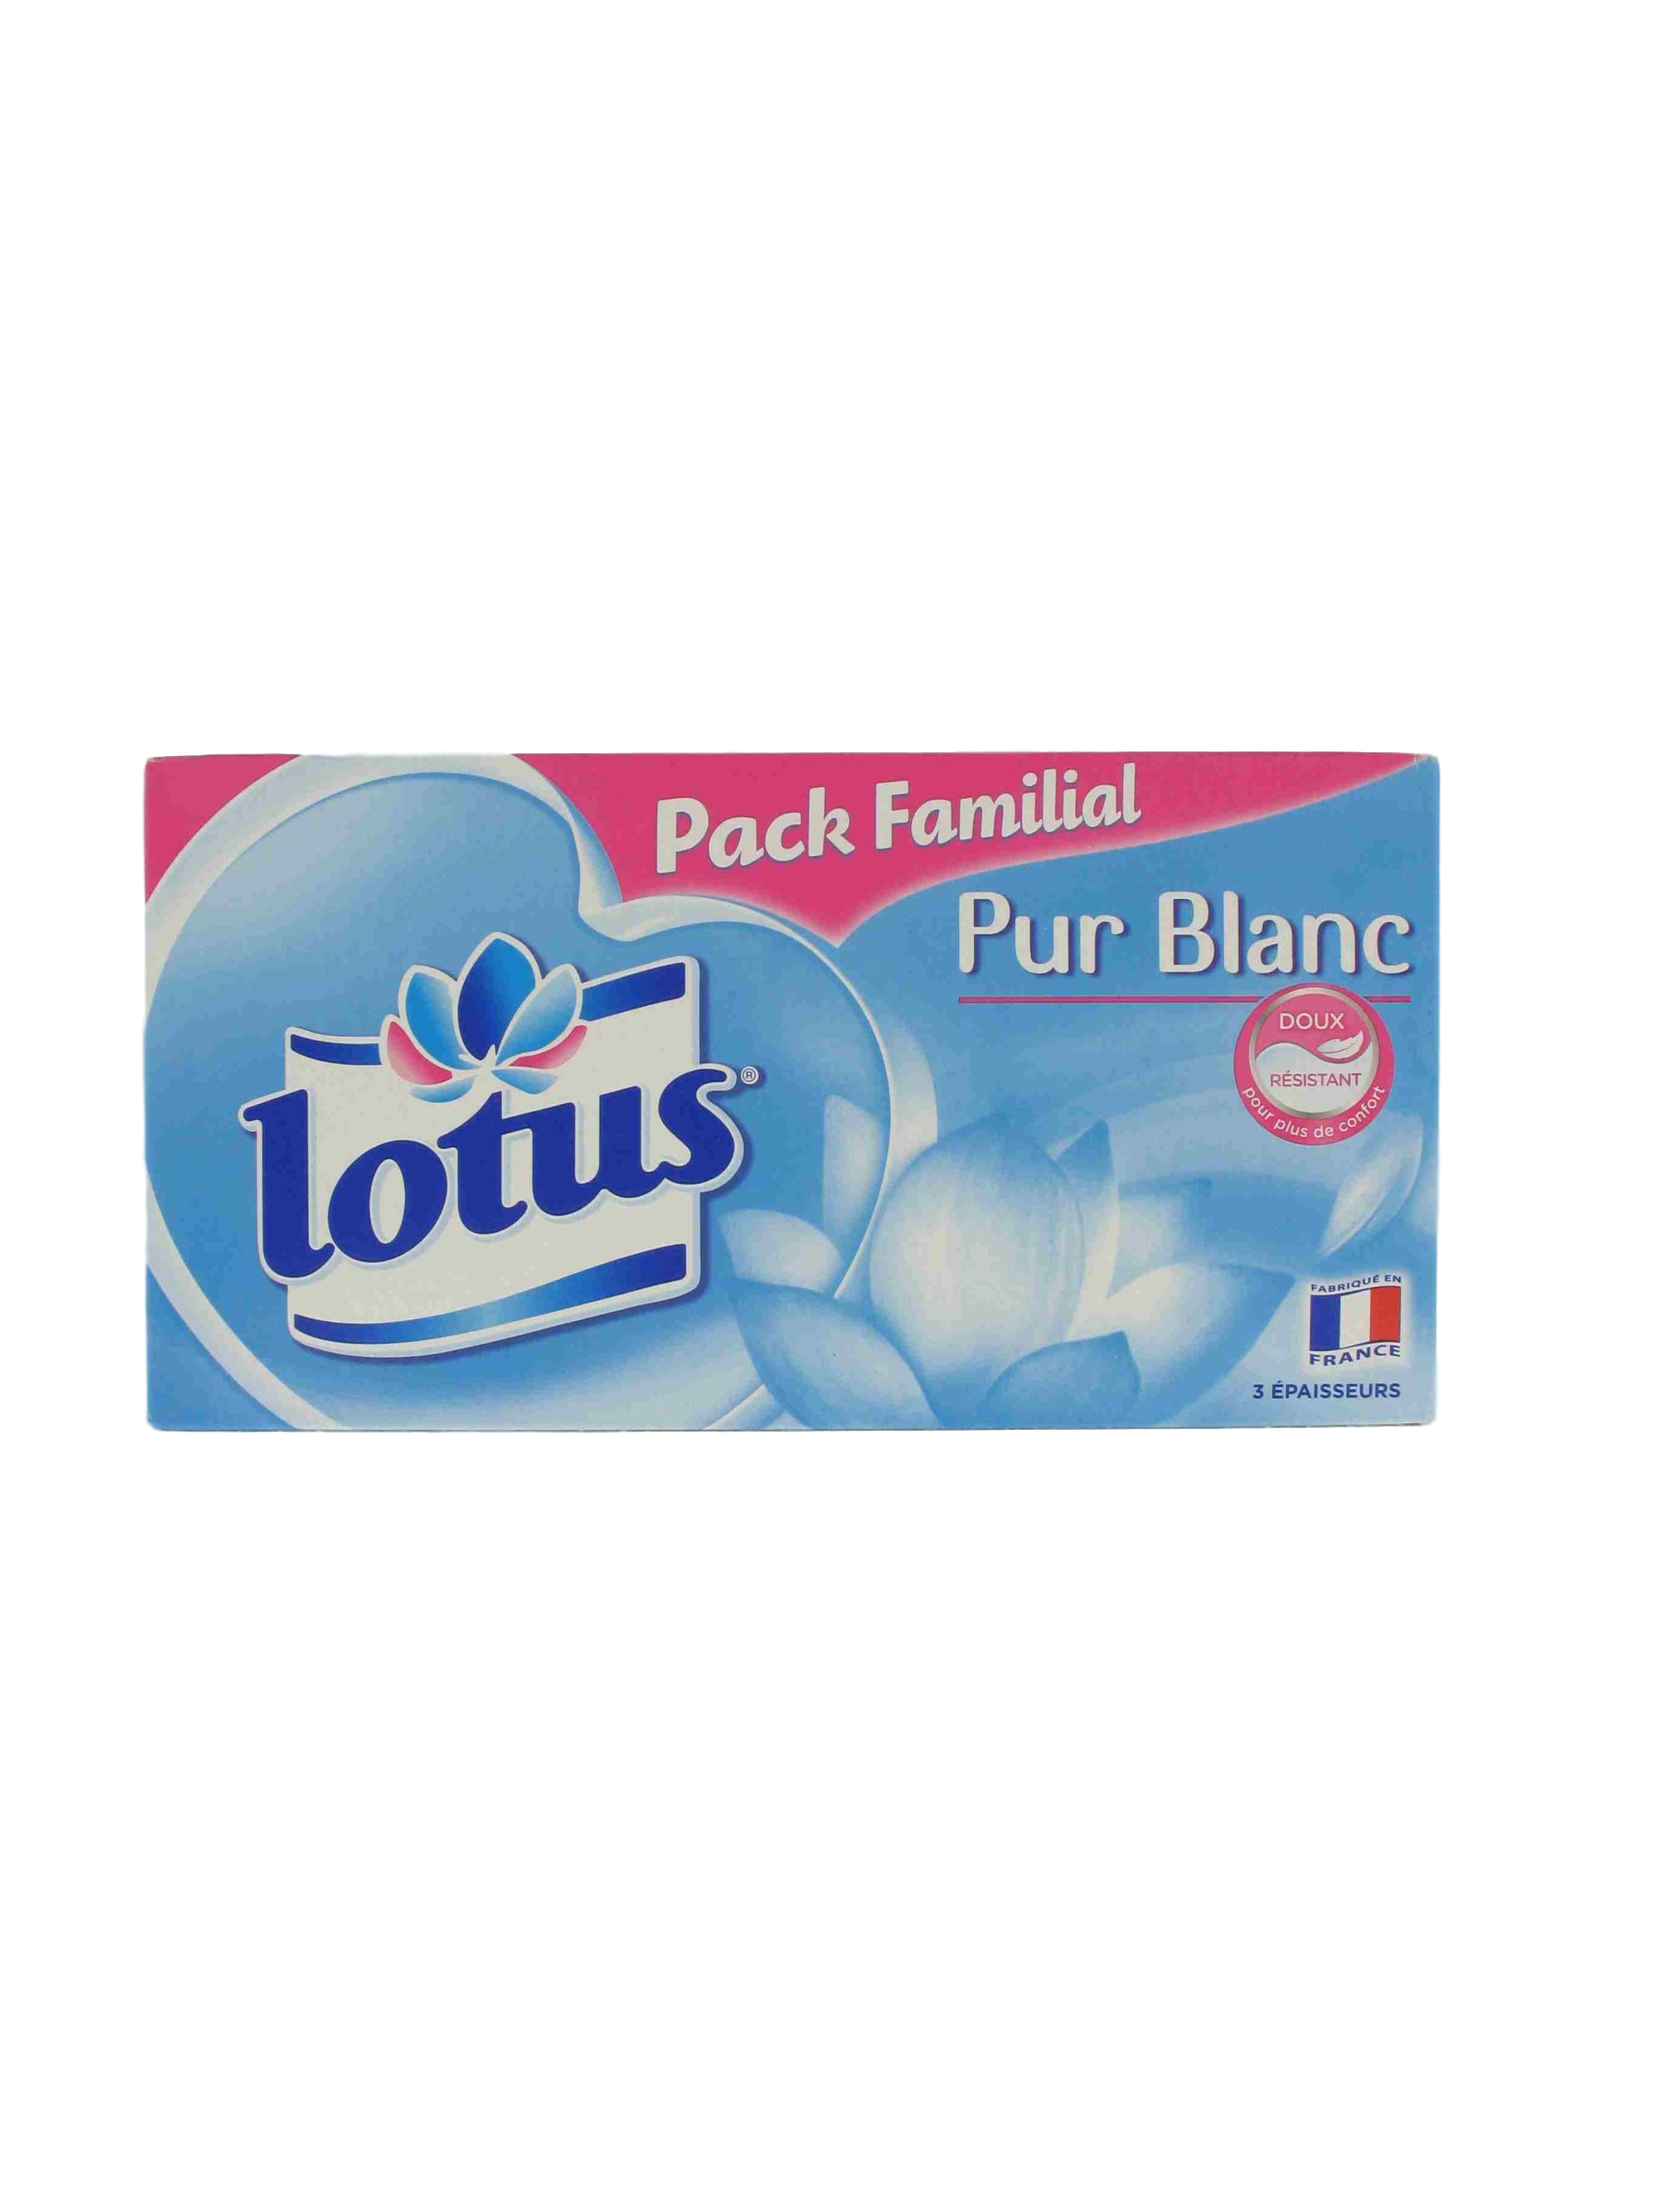 Pack Familial
Pur Blanc
lotus®
DOUX
RÉSISTANT
pour plus de confort
FABRIQUÉ EN
FRANCE
3 ÉPAISSEURS